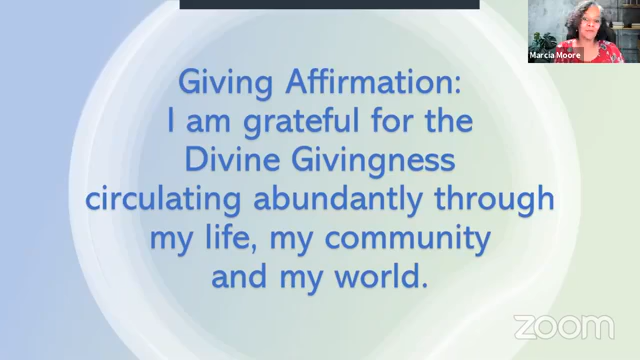 Marcia Moore
Giving Affirmation:
I am grateful for the
Divine Givingness
circulating abundantly through
my life, my community
and my world.
zoom